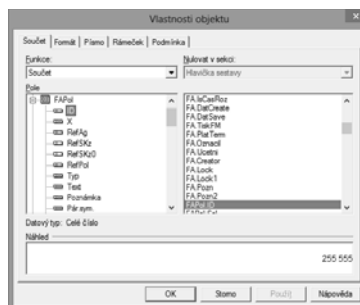 Vlastnosti objektu
Součet Formát Písmo Rámeček Podmínka
Funkce:
Součet
Nulovat v sekci:
Hlavička sestavy
Pole
FAPol
ID
X
RefAg
RefSKz
RefSKz0
RefPol
Typ
Text
Poznámka
Pár.sym.
FA.IsCasRoz
FA.DatCreate
FA.DatSave
FA.TiskFM
FA.PlatTerm
FA.Oznacil
FA.Ucetni
FA.Creator
FA.Lock
FA.Lock1
FA.Pozn
FA.Pozn2
FAPol.ID
Datový typ: Celé číslo
Náhled
255 555
OK Storno Použij Nápověda